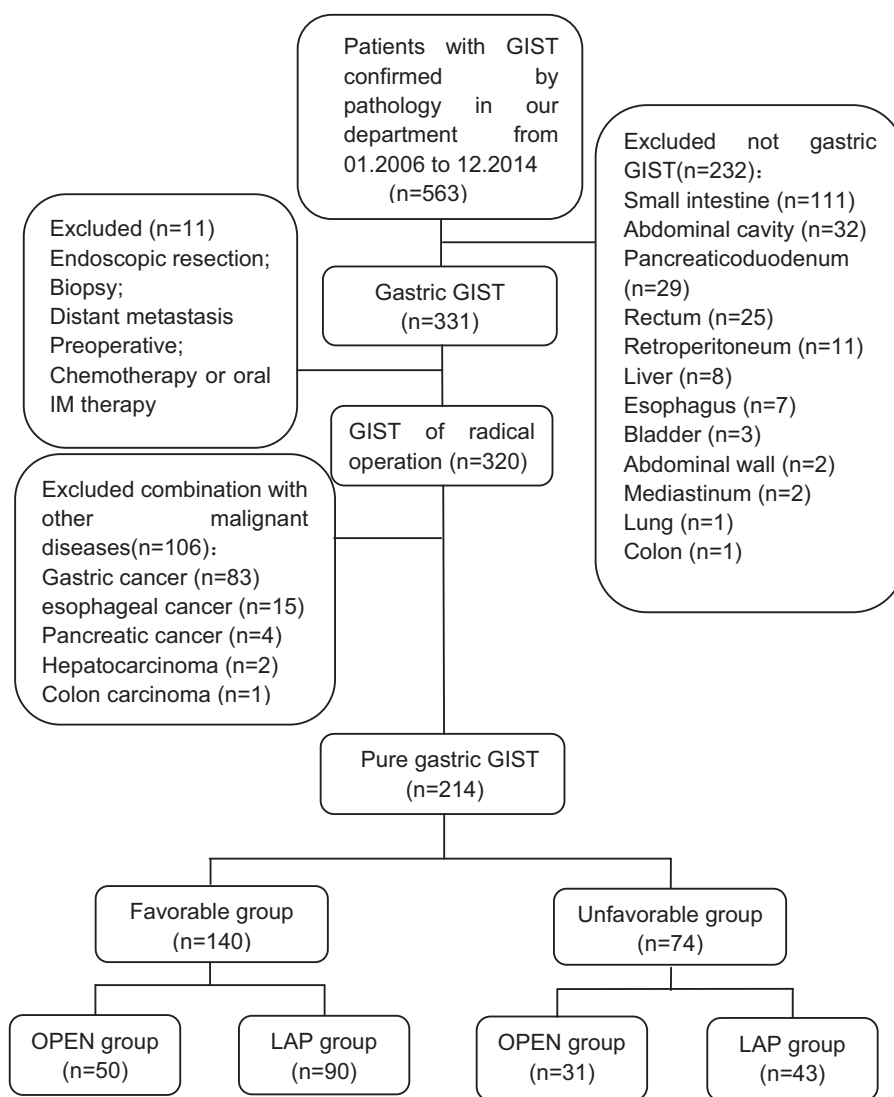 Patients with GIST
confirmed by
pathology in our
department from
01.2006 to 12.2014
(n=563)
Excluded not gastric
GIST(n=232)：
Small intestine (n=111)
Abdominal cavity (n=32)
Pancreaticoduodenum
(n=29)
Rectum (n=25)
Retroperitoneum (n=11)
Liver (n=8)
Esophagus (n=7)
Bladder (n=3)
Abdominal wall (n=2)
Mediastinum (n=2)
Lung (n=1)
Colon (n=1)
Excluded (n=11)
Endoscopic resection;
Biopsy;
Distant metastasis
Preoperative;
Chemotherapy or oral
IM therapy
Gastric GIST
(n=331)
GIST of radical
operation (n=320)
Excluded combination with
other malignant
diseases(n=106)：
Gastric cancer (n=83)
esophageal cancer (n=15)
Pancreatic cancer (n=4)
Hepatocarcinoma (n=2)
Colon carcinoma (n=1)
Pure gastric GIST
(n=214)
Favorable group
(n=140)
Unfavorable group
(n=74)
OPEN group
(n=50)
LAP group
(n=90)
OPEN group
(n=31)
LAP group
(n=43)